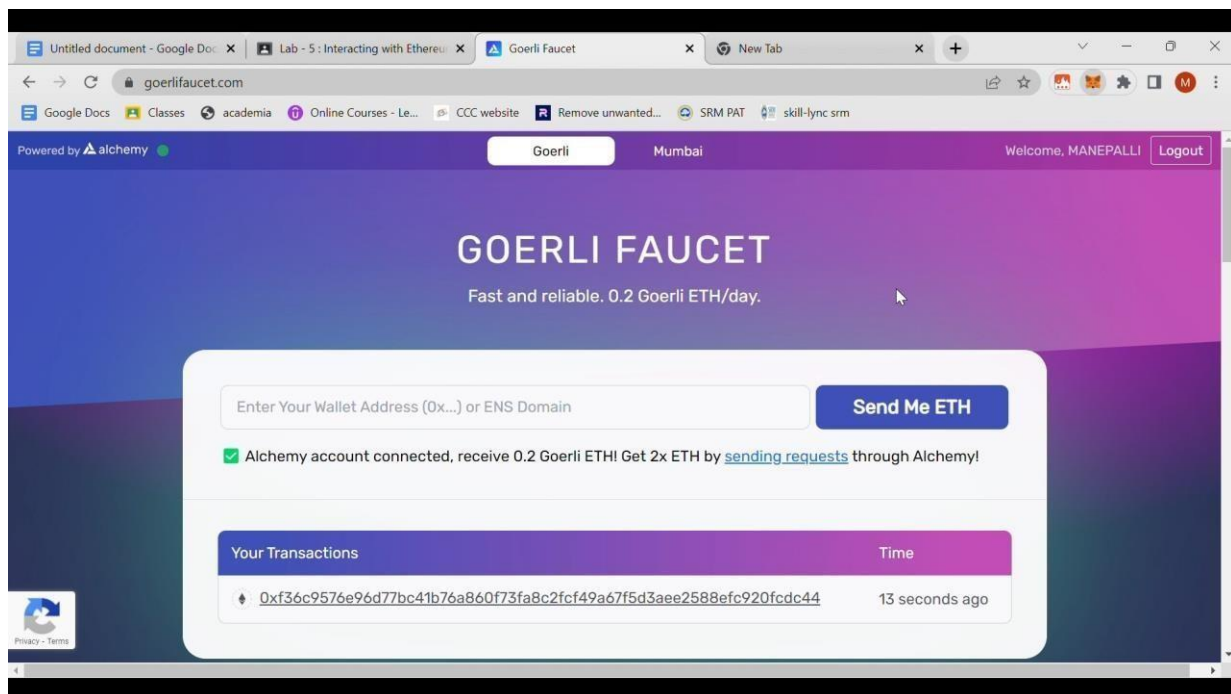 Untitled document - Google Doc
Lab - 5 : Interacting with Ethereu
Goerli Faucet
New Tab
goerlifaucet.com
M
Google Docs
Classes
academia
Online Courses - Le...
CCC website
Remove unwanted...
SRM PAT
skill-lync srm
Powered by alchemy
Goerli
Mumbai
Welcome, MANEPALLI
Logout
GOERLI FAUCET
Fast and reliable. 0.2 Goerli ETH/day.
Enter Your Wallet Address (0x...) or ENS Domain
Send Me ETH
Alchemy account connected, receive 0.2 Goerli ETH! Get 2x ETH by sending requests through Alchemy!
Your Transactions
Time
0xf36c9576e96d77bc41b76a860f73fa8c2fcf49a67f5d3aee2588efc920fcdc44
13 seconds ago
Privacy - Terms